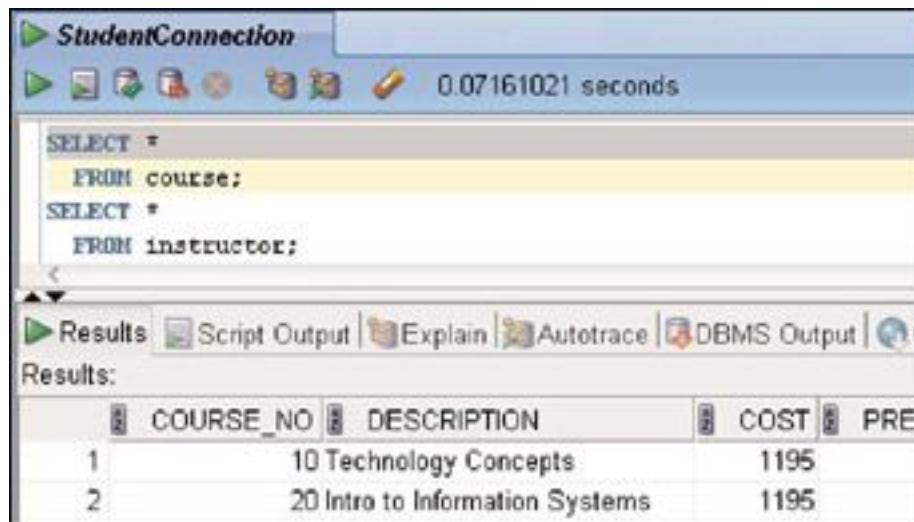 StudentConnection
0.07161021 seconds
SELECT *
FROM course;
SELECT *
FROM instructor;
Results Script Output Explain Autotrace DBMS Output
Results:
COURSE_NO DESCRIPTION COST PRE
1 10 Technology Concepts 1195
2 20 Intro to Information Systems 1195